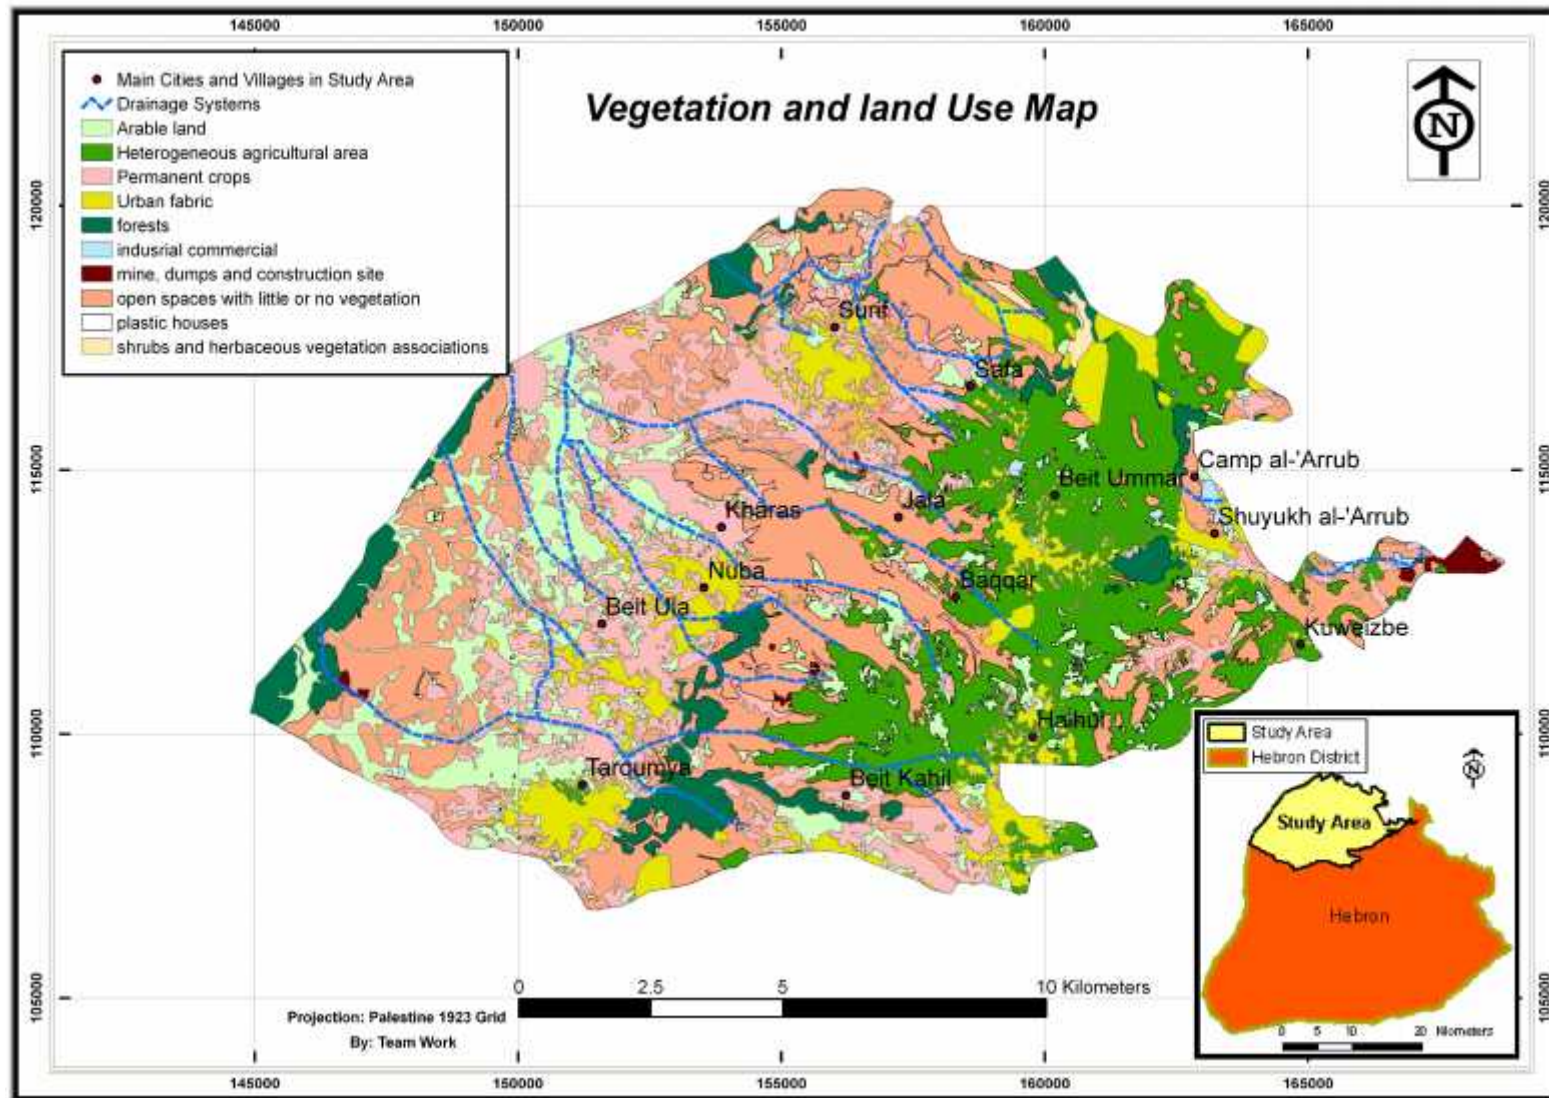 145000 150000 155000 160000 165000
Vegetation and land Use Map
Main Cities and Villages in Study Area
Drainage Systems
Arable land
Heterogeneous agricultural area
Permanent crops
Urban fabric
forests
indusrial commercial
mine, dumps and construction site
open spaces with little or no vegetation
plastic houses
shrubs and herbaceous vegetation associations
N
120000 120000
115000 115000
110000 110000
105000 105000
Surif
Safa
Camp al-'Arrub
Beit Ummar
Shuyukh al-'Arrub
Jala
Kharas
Nuba
Baqqar
Beit Ula
Kuweizbe
Halhul
Tarqumya
Beit Kahil
Study Area
Hebron District
N
Study Area
Hebron
0 5 10 20 Kilometers
0 2.5 5 10 Kilometers
Projection: Palestine 1923 Grid
By: Team Work
145000 150000 155000 160000 165000